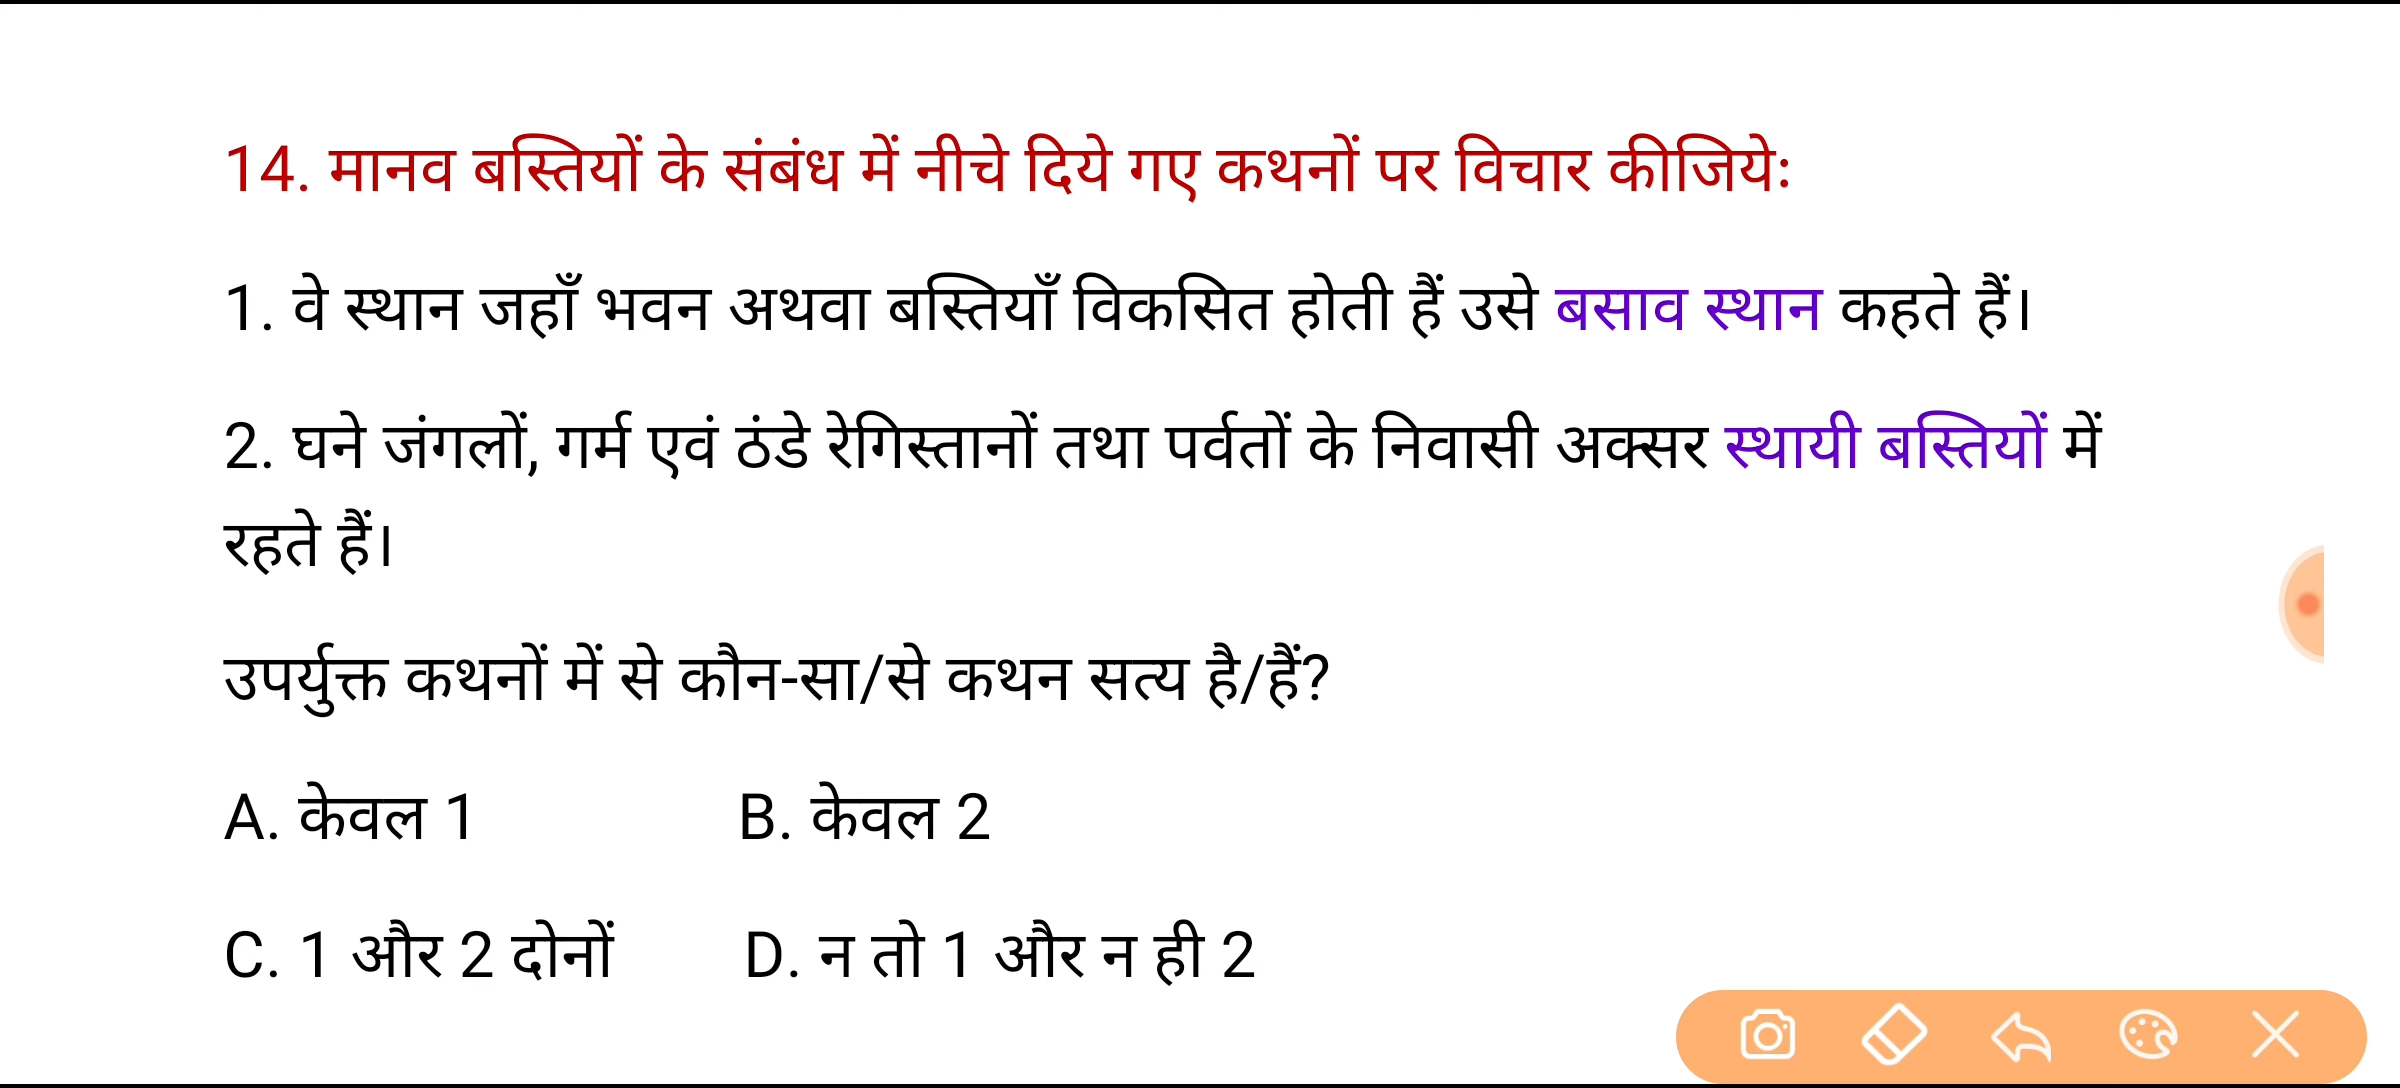 14. मानव बस्तियों के संबंध में नीचे दिये गए कथनों पर विचार कीजिये:
1. वे स्थान जहाँ भवन अथवा बस्तियाँ विकसित होती हैं उसे बसाव स्थान कहते हैं।
2. घने जंगलों, गर्म एवं ठंडे रेगिस्तानों तथा पर्वतों के निवासी अक्सर स्थायी बस्तियों में
रहते हैं।
उपर्युक्त कथनों में से कौन-सा/से कथन सत्य है/हैं?
A. केवल 1 B. केवल 2
C. 1 और 2 दोनों D. न तो 1 और न ही 2